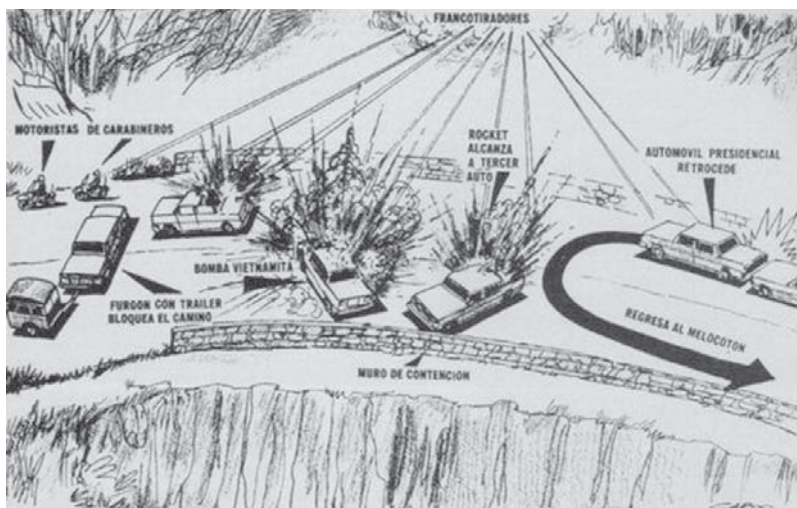 FRANCOTIRADORES
MOTORISTAS DE CARABINEROS
ROCKET
ALCANZA
A TERCER
AUTO
AUTOMOVIL PRESIDENCIAL
RETROCEDE
BOMBA VIETNAMITA
FURGON CON TRAILER
BLOQUEA EL CAMINO
REGRESA AL MELOCOTON
MURO DE CONTENCION